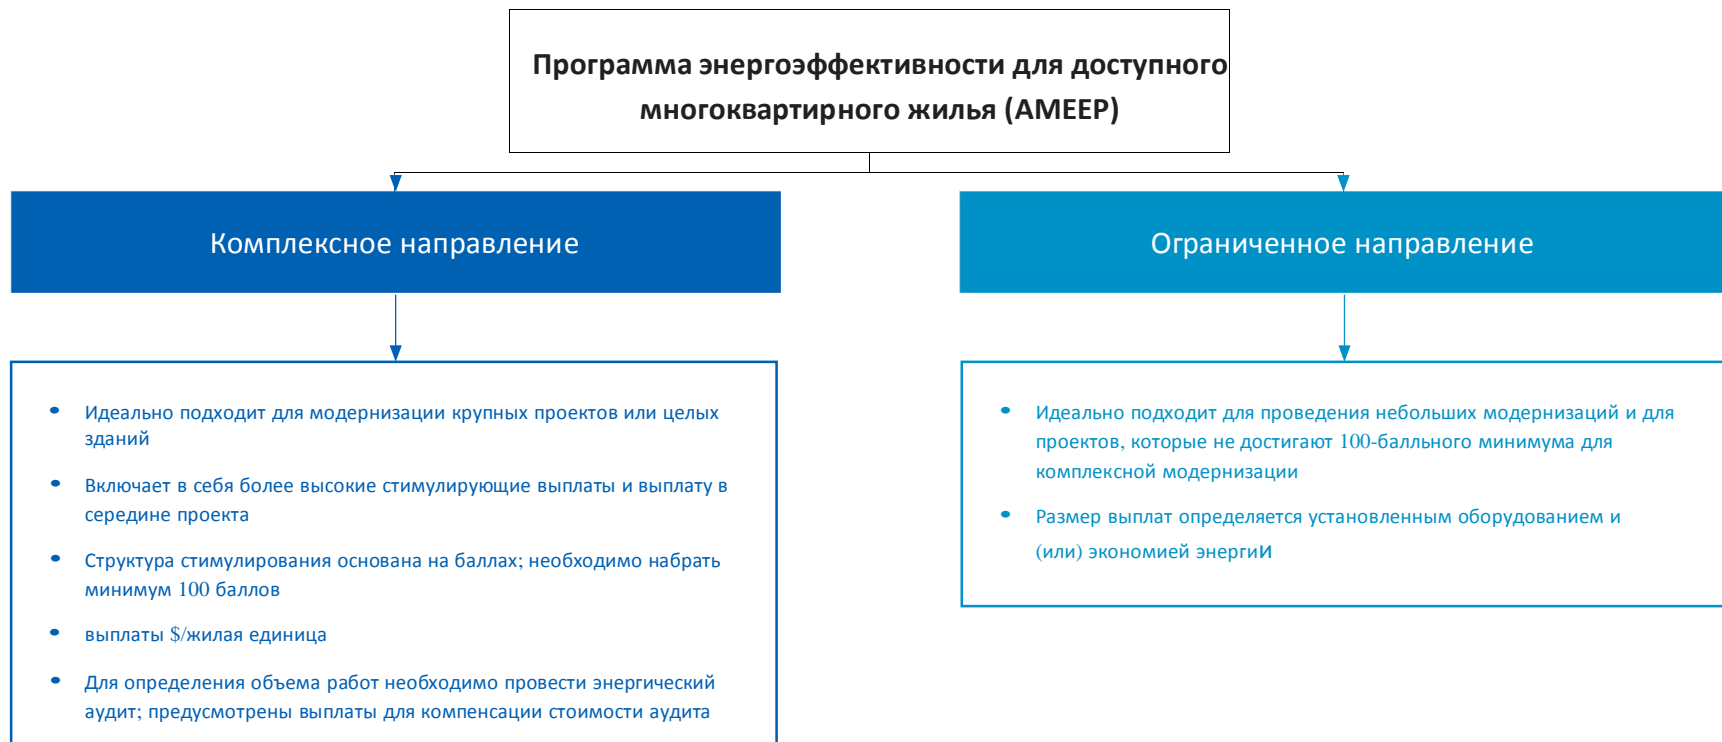 Программа энергоэффективности для доступного
многоквартирного жилья (AMEEP)
Комплексное направление
Ограниченное направление
• Идеально подходит для модернизации крупных проектов или целых
зданий
• Включает в себя более высокие стимулирующие выплаты и выплату в
середине проекта
• Структура стимулирования основана на баллах; необходимо набрать
минимум 100 баллов
• выплаты $/жилая единица
• Для определения объема работ необходимо провести энергический
аудит; предусмотрены выплаты для компенсации стоимости аудита
• Идеально подходит для проведения небольших модернизаций и для
проектов, которые не достигают 100-балльного минимума для
комплексной модернизации
• Размер выплат определяется установленным оборудованием и
(или) экономией энергии